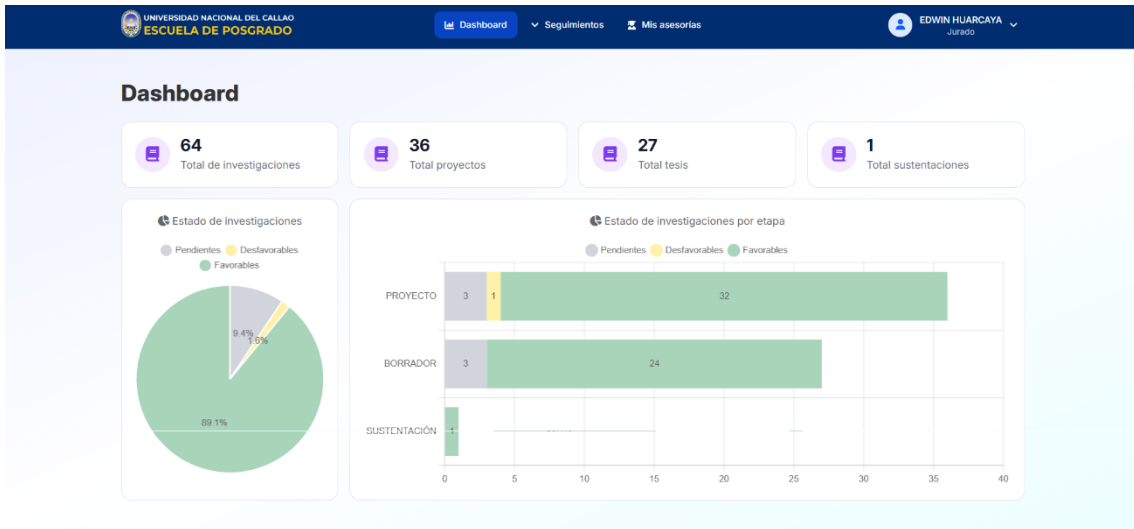 UNIVERSIDAD NACIONAL DEL CALLAO
ESCUELA DE POSGRADO
Dashboard
Seguimientos
Mis asesorías
EDWIN HUARCAYA
Jurado
Dashboard
64
Total de investigaciones
36
Total proyectos
27
Total tesis
1
Total sustentaciones
Estado de investigaciones
Pendientes Desfavorables
Favorables
9.4%
1.6%
89.1%
Estado de investigaciones por etapa
Pendientes Desfavorables Favorables
PROYECTO 3 1 32
BORRADOR 3 24
SUSTENTACIÓN 1
0 5 10 15 20 25 30 35 40